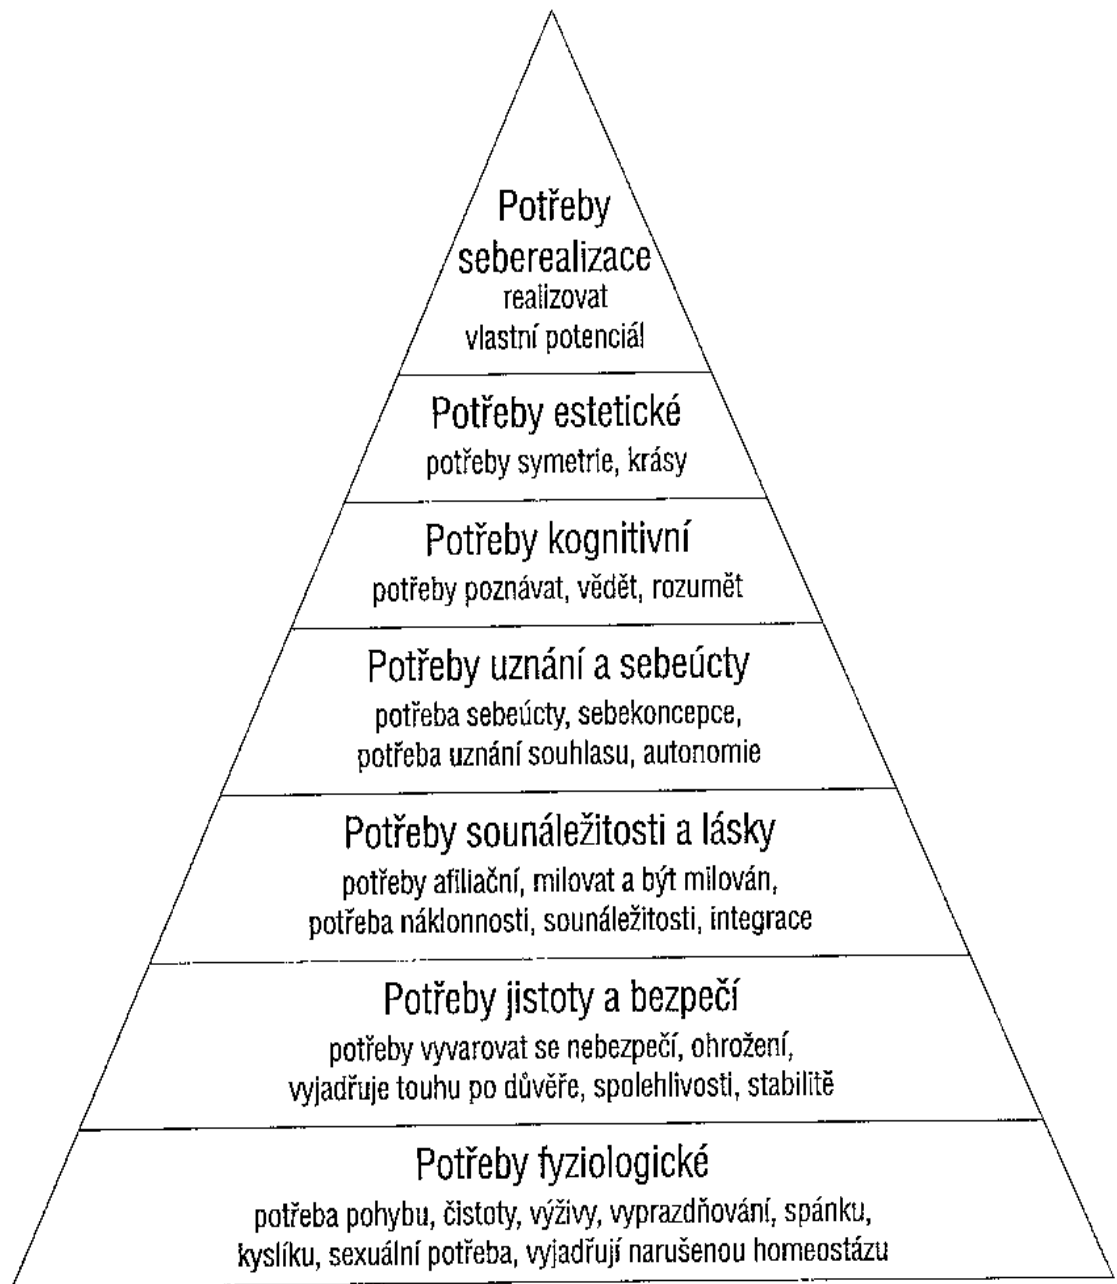 Potřeby
seberealizace
realizovat
vlastní potenciál
Potřeby estetické
potřeby symetrie, krásy
Potřeby kognitivní
potřeby poznávat, vědět, rozumět
Potřeby uznání a sebeúcty
potřeba sebeúcty, sebekoncepce,
potřeba uznání souhlasu, autonomie
Potřeby sounáležitosti a lásky
potřeby afiliační, milovat a být milován,
potřeba náklonnosti, sounáležitosti, integrace
Potřeby jistoty a bezpečí
potřeby vyvarovat se nebezpečí, ohrožení,
vyjadřuje touhu po důvěře, spolehlivosti, stabilitě
Potřeby fyziologické
potřeba pohybu, čistoty, výživy, vyprazdňování, spánku,
kyslíku, sexuální potřeba, vyjadřují narušenou homeostázu